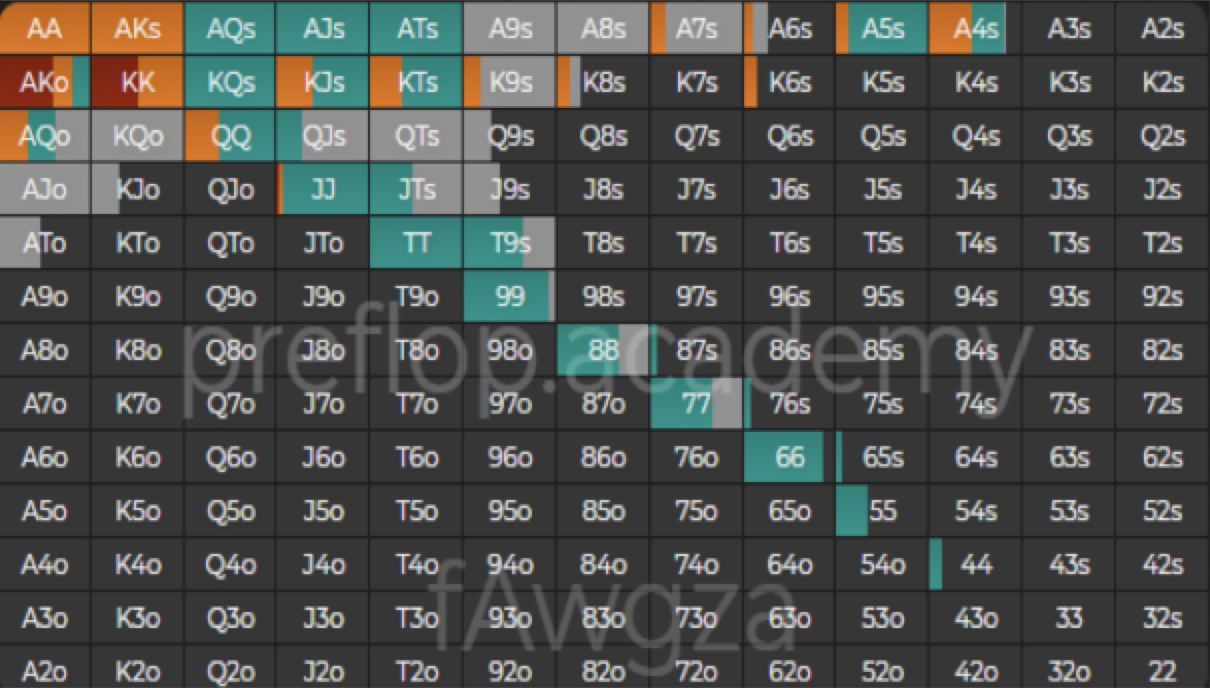 AA AKs AQs AJs ATs A9s A8s A7s A6s A5s A4s A3s A2s
AKo KK KQs KJs KTs K9s K8s K7s K6s K5s K4s K3s K2s
AQo KQo QQ QJs QTs Q9s Q8s Q7s Q6s Q5s Q4s Q3s Q2s
AJo KJo QJo JJ JTs J9s J8s J7s J6s J5s J4s J3s J2s
ATo KTo QTo JTo TT T9s T8s T7s T6s T5s T4s T3s T2s
A9o K9o Q9o J9o T9o 99 98s 97s 96s 95s 94s 93s 92s
A8o K8o Q8o J8o T8o 98o 88 87s 86s 85s 84s 83s 82s
preflop.academy
A7o K7o Q7o J7o T7o 97o 87o 77 76s 75s 74s 73s 72s
A6o K6o Q6o J6o T6o 96o 86o 76o 66 65s 64s 63s 62s
A5o K5o Q5o J5o T5o 95o 85o 75o 65o 55 54s 53s 52s
A4o K4o Q4o J4o T4o 94o 84o 74o 64o 54o 44 43s 42s
fAwgza
A3o K3o Q3o J3o T3o 93o 83o 73o 63o 53o 43o 33 32s
A2o K2o Q2o J2o T2o 92o 82o 72o 62o 52o 42o 32o 22